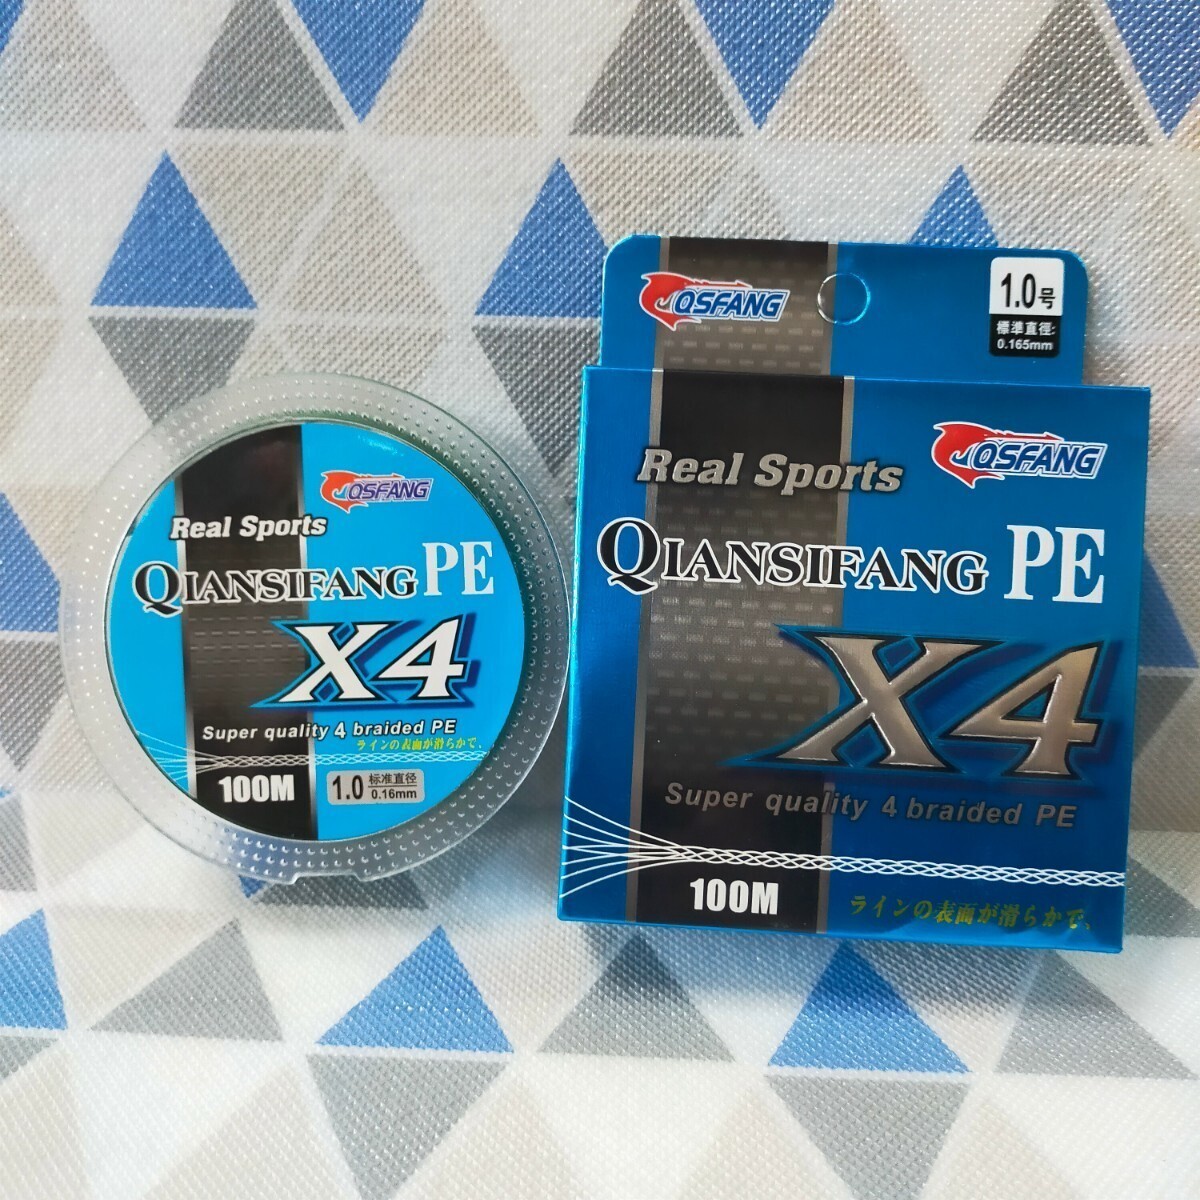 QSFANG
Real Sports
QIANSIFANG PE
X4
Super quality 4 braided PE
ラインの表面が滑らかで、
100M
1.0 标准直径
0.16mm
QSFANG
1.0号
標準直徑:
0.165mm
QSFANG
Real Sports
QIANSIFANG PE
X4
Super quality 4 braided PE
100M
ラインの表面が滑らかで、